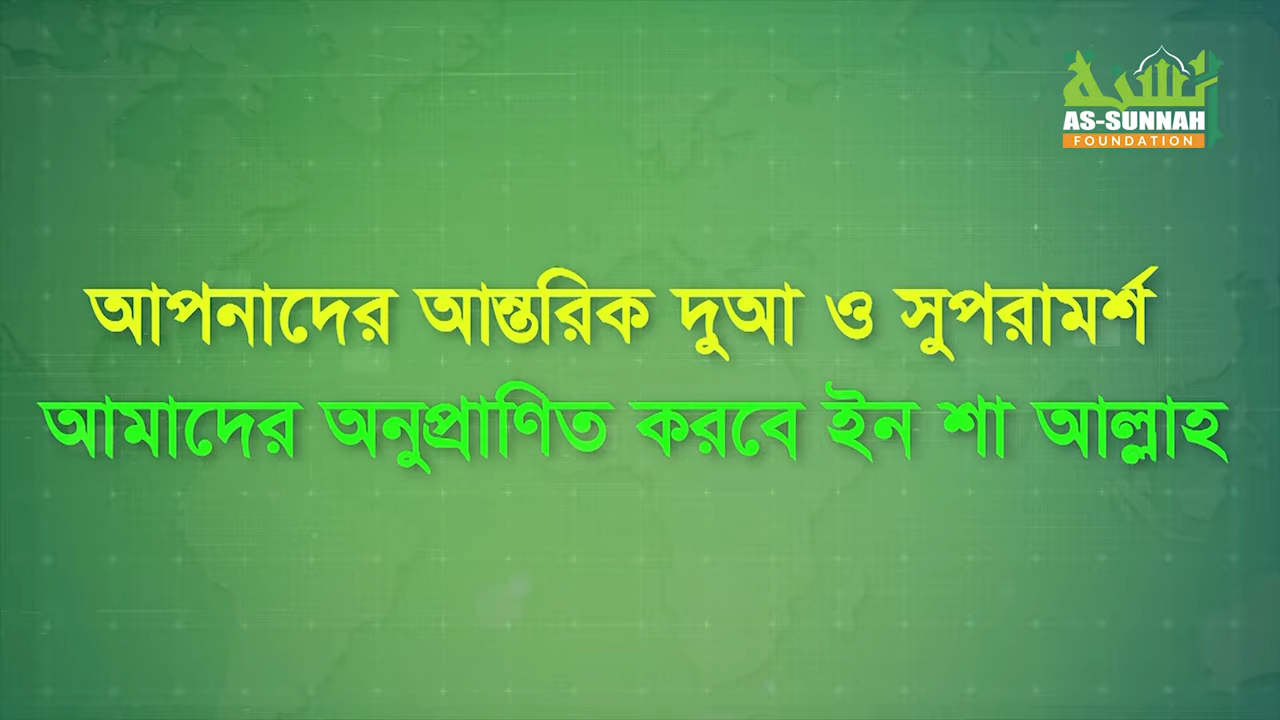 AS-SUNNAH
FOUNDATION
আপনাদের আন্তরিক দুআ ও সুপরামর্শ
আমাদের অনুপ্রাণিত করবে ইন শা আল্লাহ